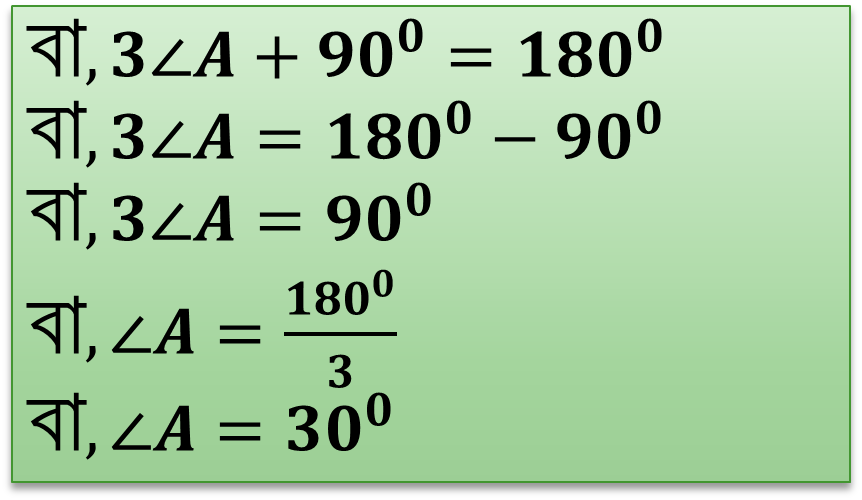 বা, 3∠A + 90⁰ = 180⁰
বা, 3∠A = 180⁰ − 90⁰
বা, 3∠A = 90⁰
বা, ∠A = 180⁰/3
বা, ∠A = 30⁰